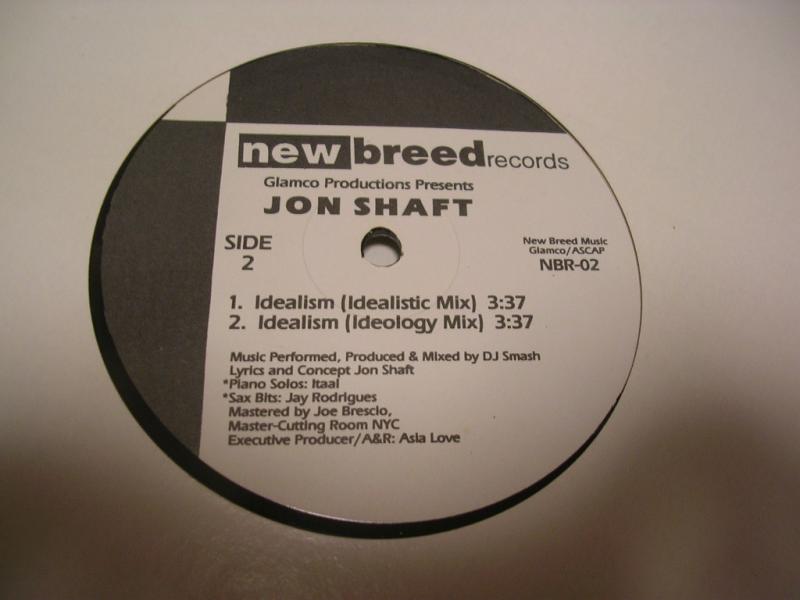 new breed records
Glamco Productions Presents
JON SHAFT
SIDE
2
New Breed Music
Glamco/ASCAP
NBR-02
1. Idealism (Idealistic Mix) 3:37
2. Idealism (Ideology Mix) 3:37
Music Performed, Produced & Mixed by DJ Smash
Lyrics and Concept Jon Shaft
*Piano Solos: Itaal
*Sax Bits: Jay Rodrigues
Mastered by Joe Brescio,
Master-Cutting Room NYC
Executive Producer/A&R: Asia Love